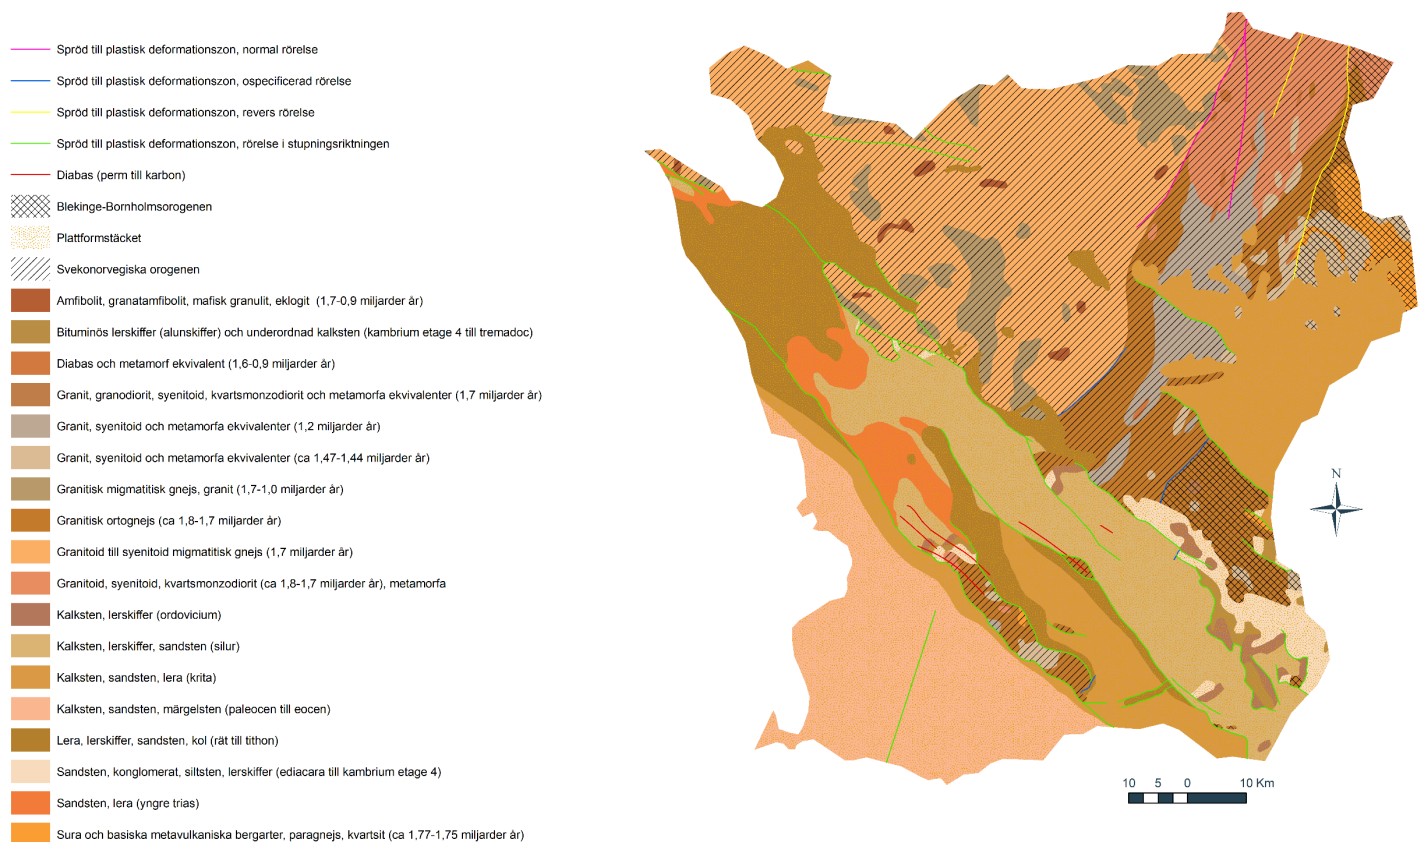 Spröd till plastisk deformationszon, normal rörelse
Spröd till plastisk deformationszon, ospecificerad rörelse
Spröd till plastisk deformationszon, revers rörelse
Spröd till plastisk deformationszon, rörelse i stupningsriktningen
Diabas (perm till karbon)
Blekinge-Bornholmsorogenen
Plattformstäcket
Svekonorvegiska orogenen
Amfibolit, granatamfibolit, mafisk granulit, eklogit (1,7-0,9 miljarder år)
Bituminös lerskiffer (alunskiffer) och underordnad kalksten (kambrium etage 4 till tremadoc)
Diabas och metamorf ekvivalent (1,6-0,9 miljarder år)
Granit, granodiorit, syenitoid, kvartsmonzodiorit och metamorfa ekvivalenter (1,7 miljarder år)
Granit, syenitoid och metamorfa ekvivalenter (1,2 miljarder år)
Granit, syenitoid och metamorfa ekvivalenter (ca 1,47-1,44 miljarder år)
Granitisk migmatitisk gnejs, granit (1,7-1,0 miljarder år)
Granitisk ortognejs (ca 1,8-1,7 miljarder år)
Granitoid till syenitoid migmatitisk gnejs (1,7 miljarder år)
Granitoid, syenitoid, kvartsmonzodiorit (ca 1,8-1,7 miljarder år), metamorfa
Kalksten, lerskiffer (ordovicium)
Kalksten, lerskiffer, sandsten (silur)
Kalksten, sandsten, lera (krita)
Kalksten, sandsten, märgelsten (paleocen till eocen)
Lera, lerskiffer, sandsten, kol (rät till tithon)
Sandsten, konglomerat, siltsten, lerskiffer (ediacara till kambrium etage 4)
Sandsten, lera (yngre trias)
Sura och basiska metavulkaniska bergarter, paragnejs, kvartsit (ca 1,77-1,75 miljarder år)
N
10 5 0 10 Km